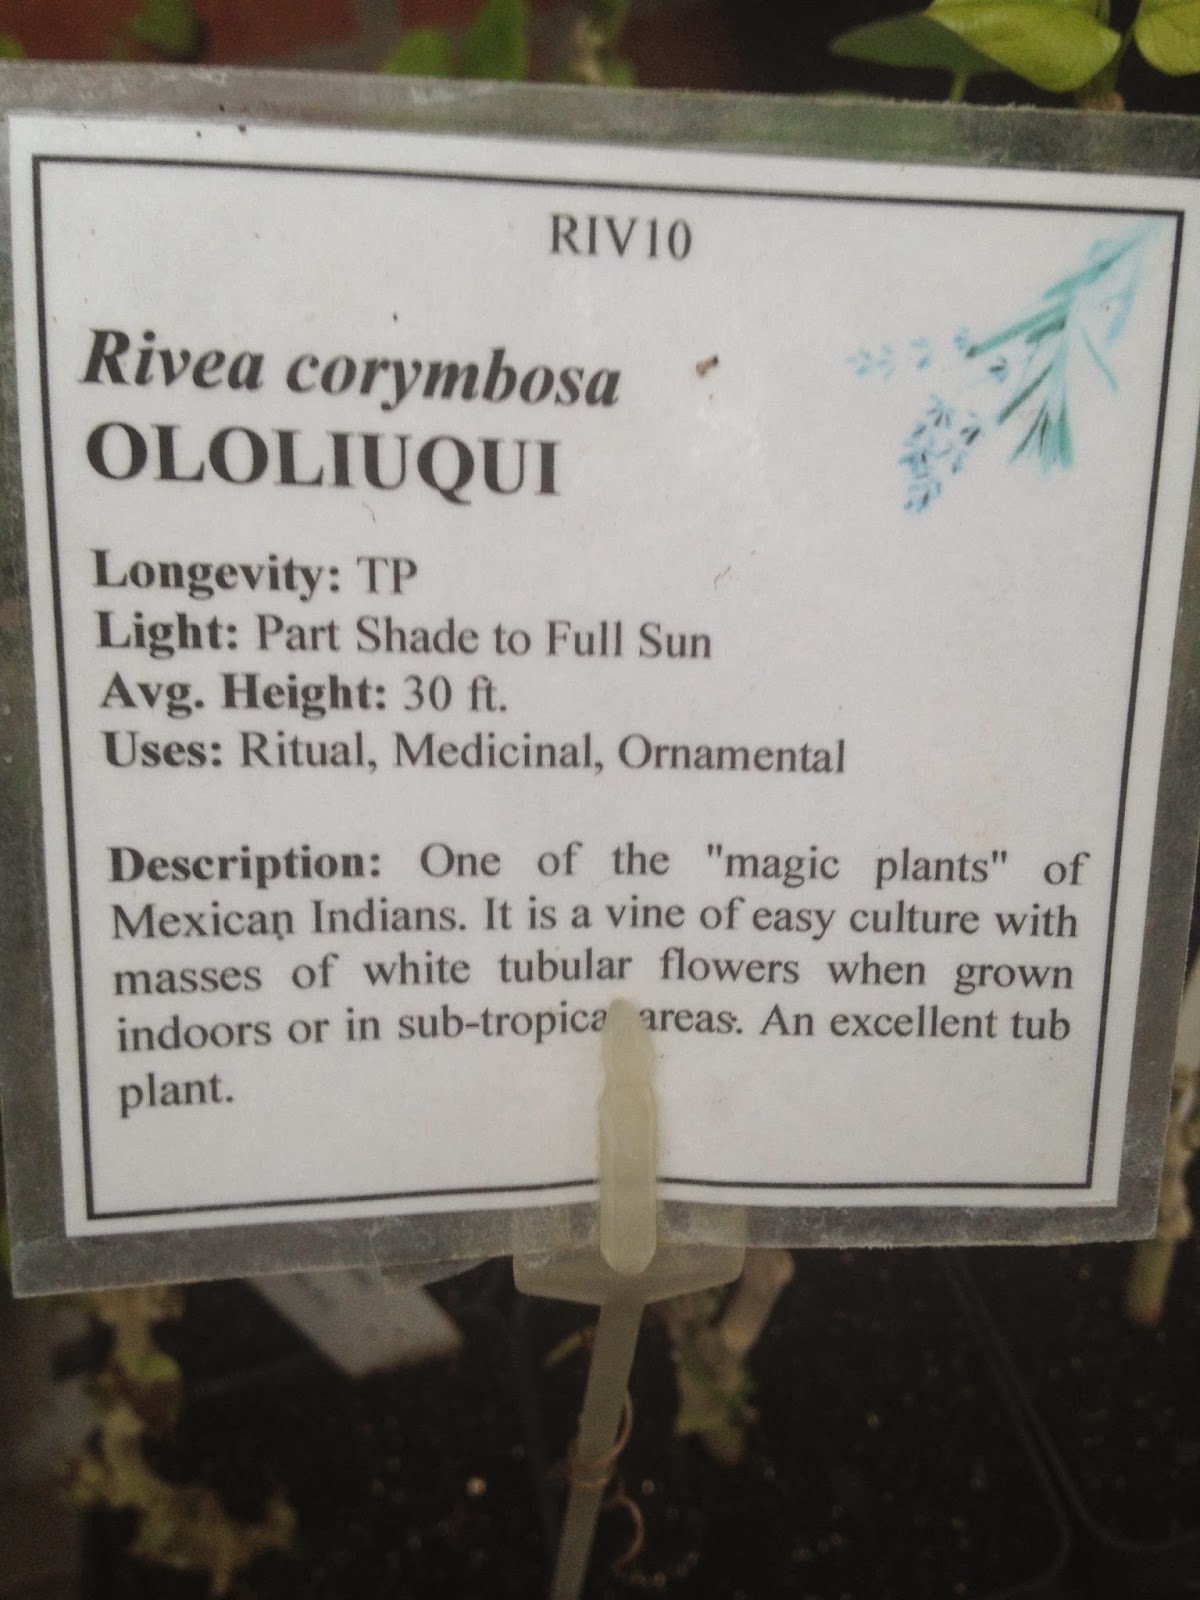 RIV10
Rivea corymbosa
OLOLIUQUI
Longevity: TP
Light: Part Shade to Full Sun
Avg. Height: 30 ft.
Uses: Ritual, Medicinal, Ornamental
Description: One of the "magic plants" of
Mexican Indians. It is a vine of easy culture with
masses of white tubular flowers when grown
indoors or in sub-tropical areas. An excellent tub
plant.